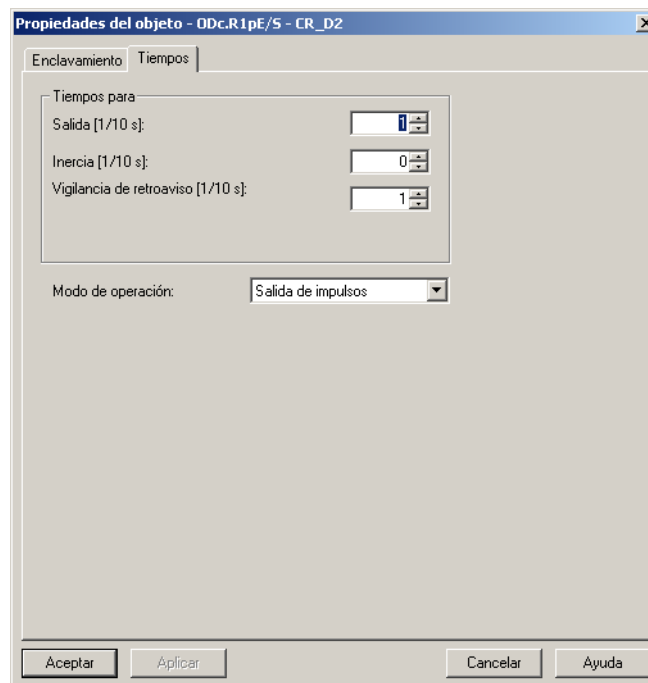 Propiedades del objeto - ODc.R1pE/S - CR_D2
Enclavamiento Tiempos
Tiempos para
Salida [1/10 s]: 1
Inercia [1/10 s]: 0
Vigilancia de retroaviso [1/10 s]: 1
Modo de operación: Salida de impulsos
Aceptar Aplicar Cancelar Ayuda